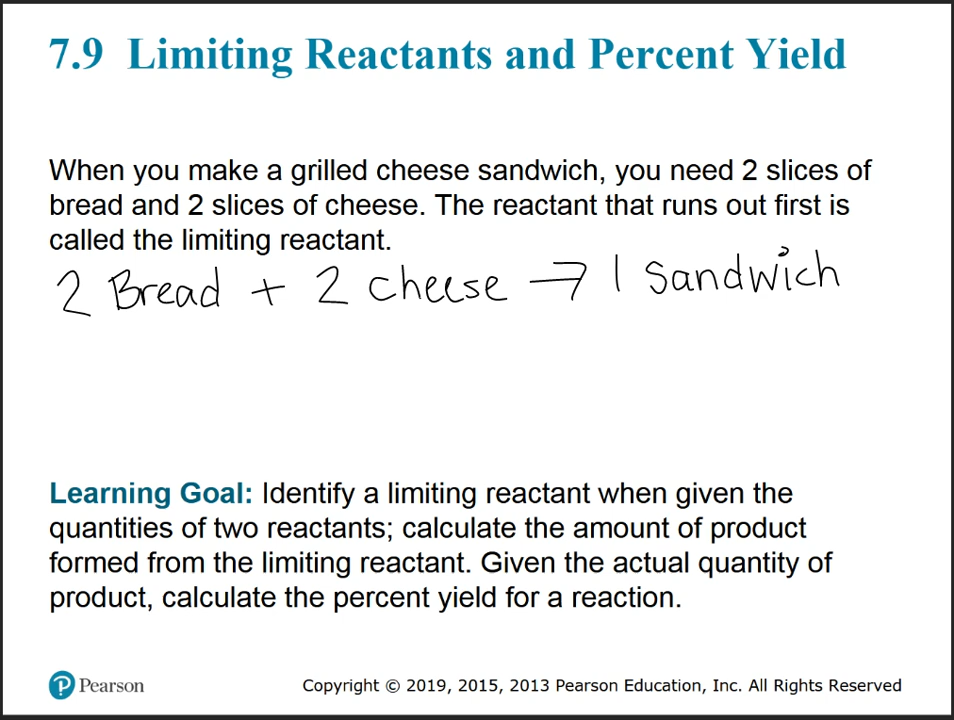 7.9 Limiting Reactants and Percent Yield
When you make a grilled cheese sandwich, you need 2 slices of
bread and 2 slices of cheese. The reactant that runs out first is
called the limiting reactant.
2 Bread + 2 cheese → 1 Sandwich
Learning Goal: Identify a limiting reactant when given the
quantities of two reactants; calculate the amount of product
formed from the limiting reactant. Given the actual quantity of
product, calculate the percent yield for a reaction.
P Pearson
Copyright © 2019, 2015, 2013 Pearson Education, Inc. All Rights Reserved